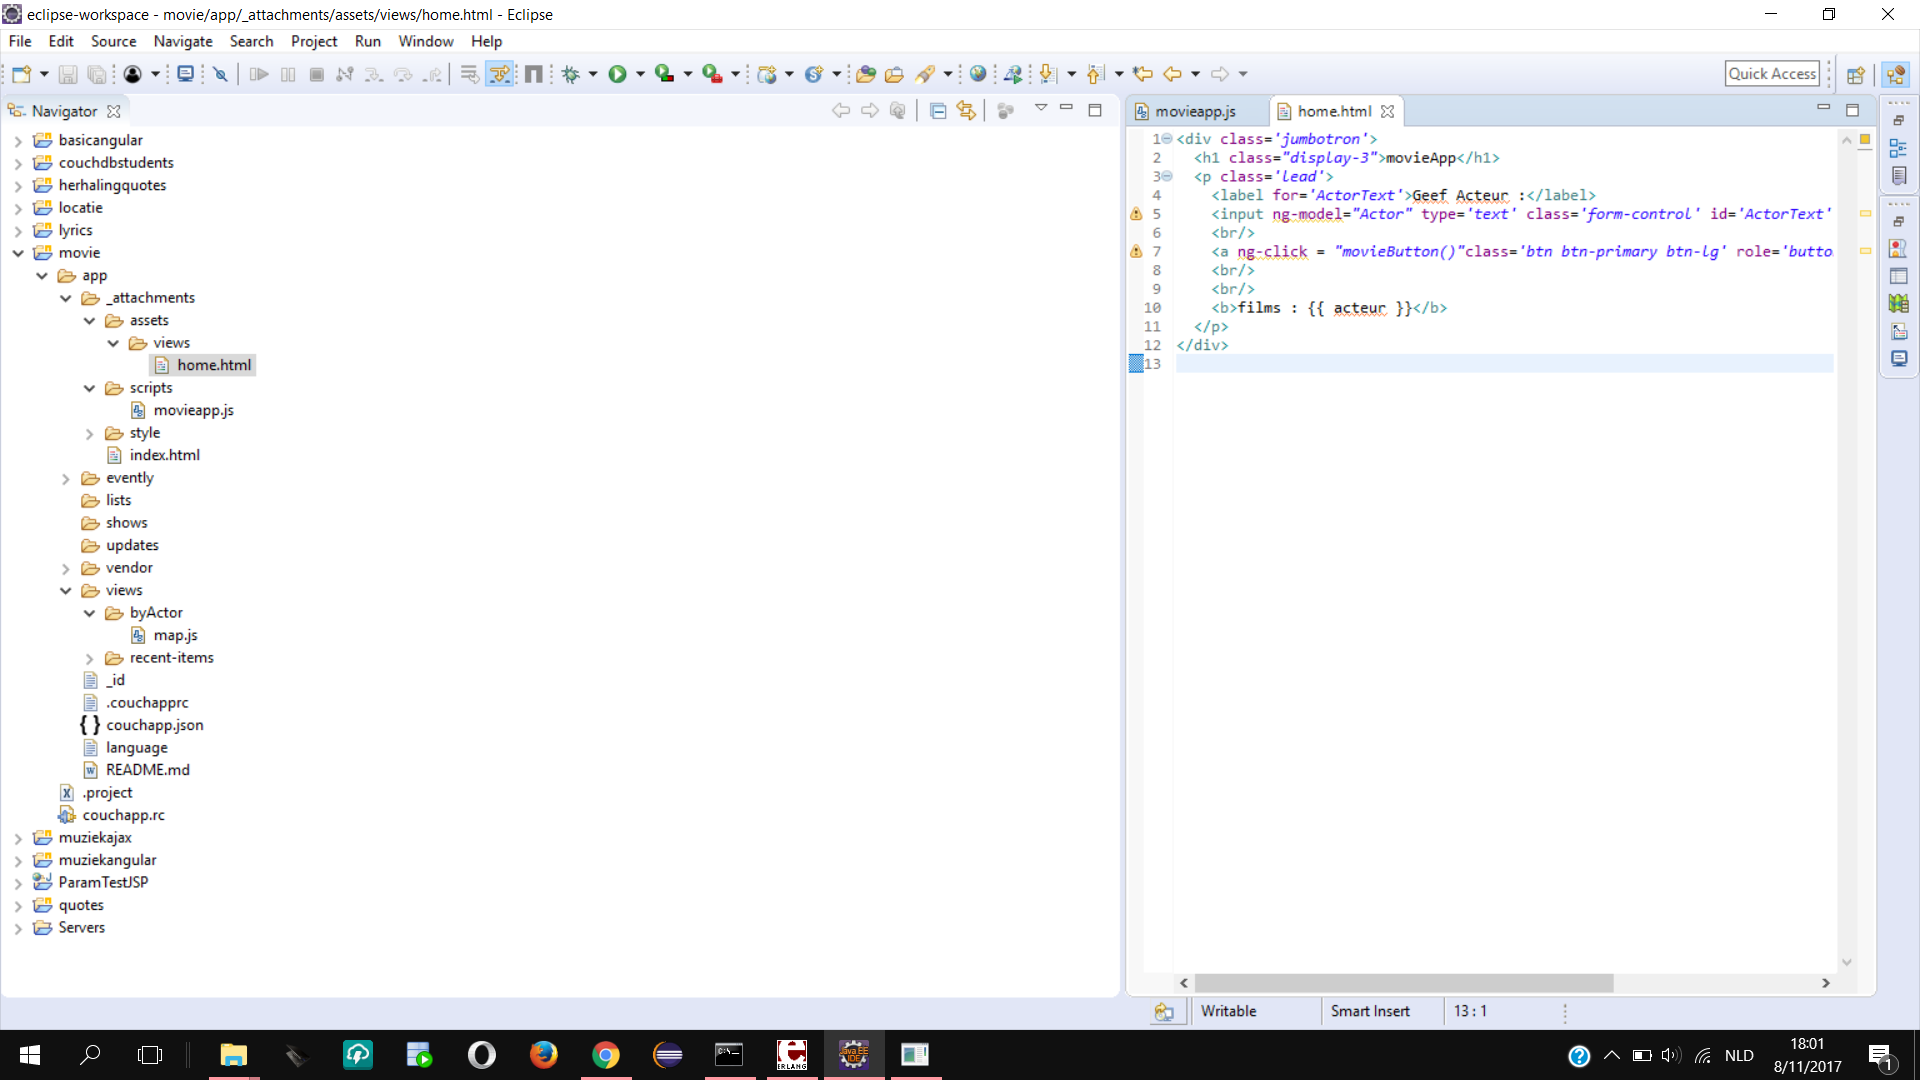 eclipse-workspace - movie/app/_attachments/assets/views/home.html - Eclipse
File Edit Source Navigate Search Project Run Window Help
Quick Access
Navigator
basicangular
couchdbstudents
herhalingquotes
locatie
lyrics
movie
app
_attachments
assets
views
home.html
scripts
movieapp.js
style
index.html
evently
lists
shows
updates
vendor
views
byActor
map.js
recent-items
_id
.couchapprc
couchapp.json
language
README.md
.project
couchapp.rc
muziekajax
muziekangular
ParamTestJSP
quotes
Servers
movieapp.js home.html
1 <div class='jumbotron'>
2 <h1 class="display-3">movieApp</h1>
3 <p class='lead'>
4 <label for='ActorText'>Geef Acteur :</label>
5 <input ng-model="Actor" type='text' class='form-control' id='ActorText'
6 <br/>
7 <a ng-click = "movieButton()"class='btn btn-primary btn-lg' role='butto
8 <br/>
9 <br/>
10 <b>films : {{ acteur }}</b>
11 </p>
12 </div>
13
Writable Smart Insert 13 : 1
ERLANG
Java EE
IDE
NLD
18:01
8/11/2017
1